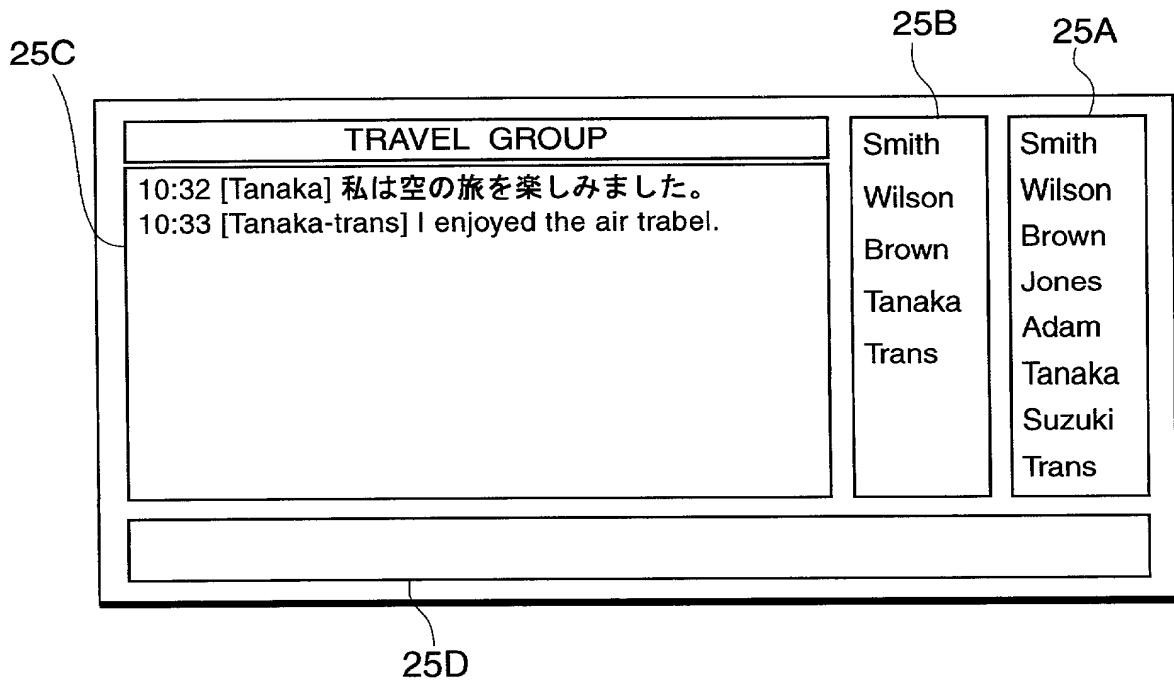 25C
25B
25A
TRAVEL GROUP
10:32 [Tanaka] 私は空の旅を楽しみました。
10:33 [Tanaka-trans] I enjoyed the air trabel.
Smith
Wilson
Brown
Tanaka
Trans
Smith
Wilson
Brown
Jones
Adam
Tanaka
Suzuki
Trans
25D